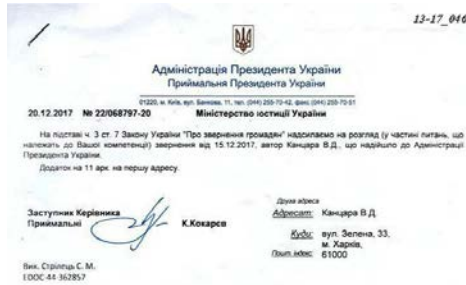 13-17_040
Адміністрація Президента України
Приймальня Президента України
01220, м. Київ, вул. Банкова, 11, тел. (044) 255-70-42, факс (044) 255-70-51
20.12.2017 № 22/068797-20 Міністерство юстиції України
На підставі ч. 3 ст. 7 Закону України "Про звернення громадян" надсилаємо на розгляд (у частині питань, що
належать до Вашої компетенції) звернення від 15.12.2017, автор Канцара В.Д., що надійшло до Адміністрації
Президента України.
Додаток на 11 арк. на першу адресу.
Заступник Керівника
Приймальні К.Кокарєв
Друга адреса
Адресат: Канцара В.Д.
Куди: вул. Зелена, 33,
м. Харків,
Пошт. індекс: 61000
Вик. Стрілець С. М.
ЕDOC-44-362857